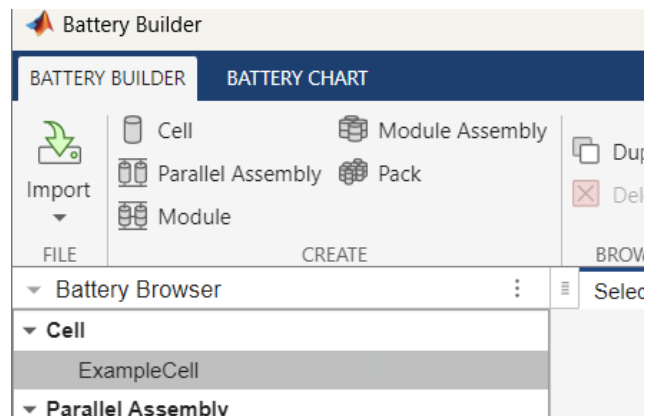 Battery Builder
BATTERY BUILDER BATTERY CHART
Cell Module Assembly
Import Parallel Assembly Pack
Module
FILE CREATE
Battery Browser Selec
Cell
ExampleCell
Parallel Assembly